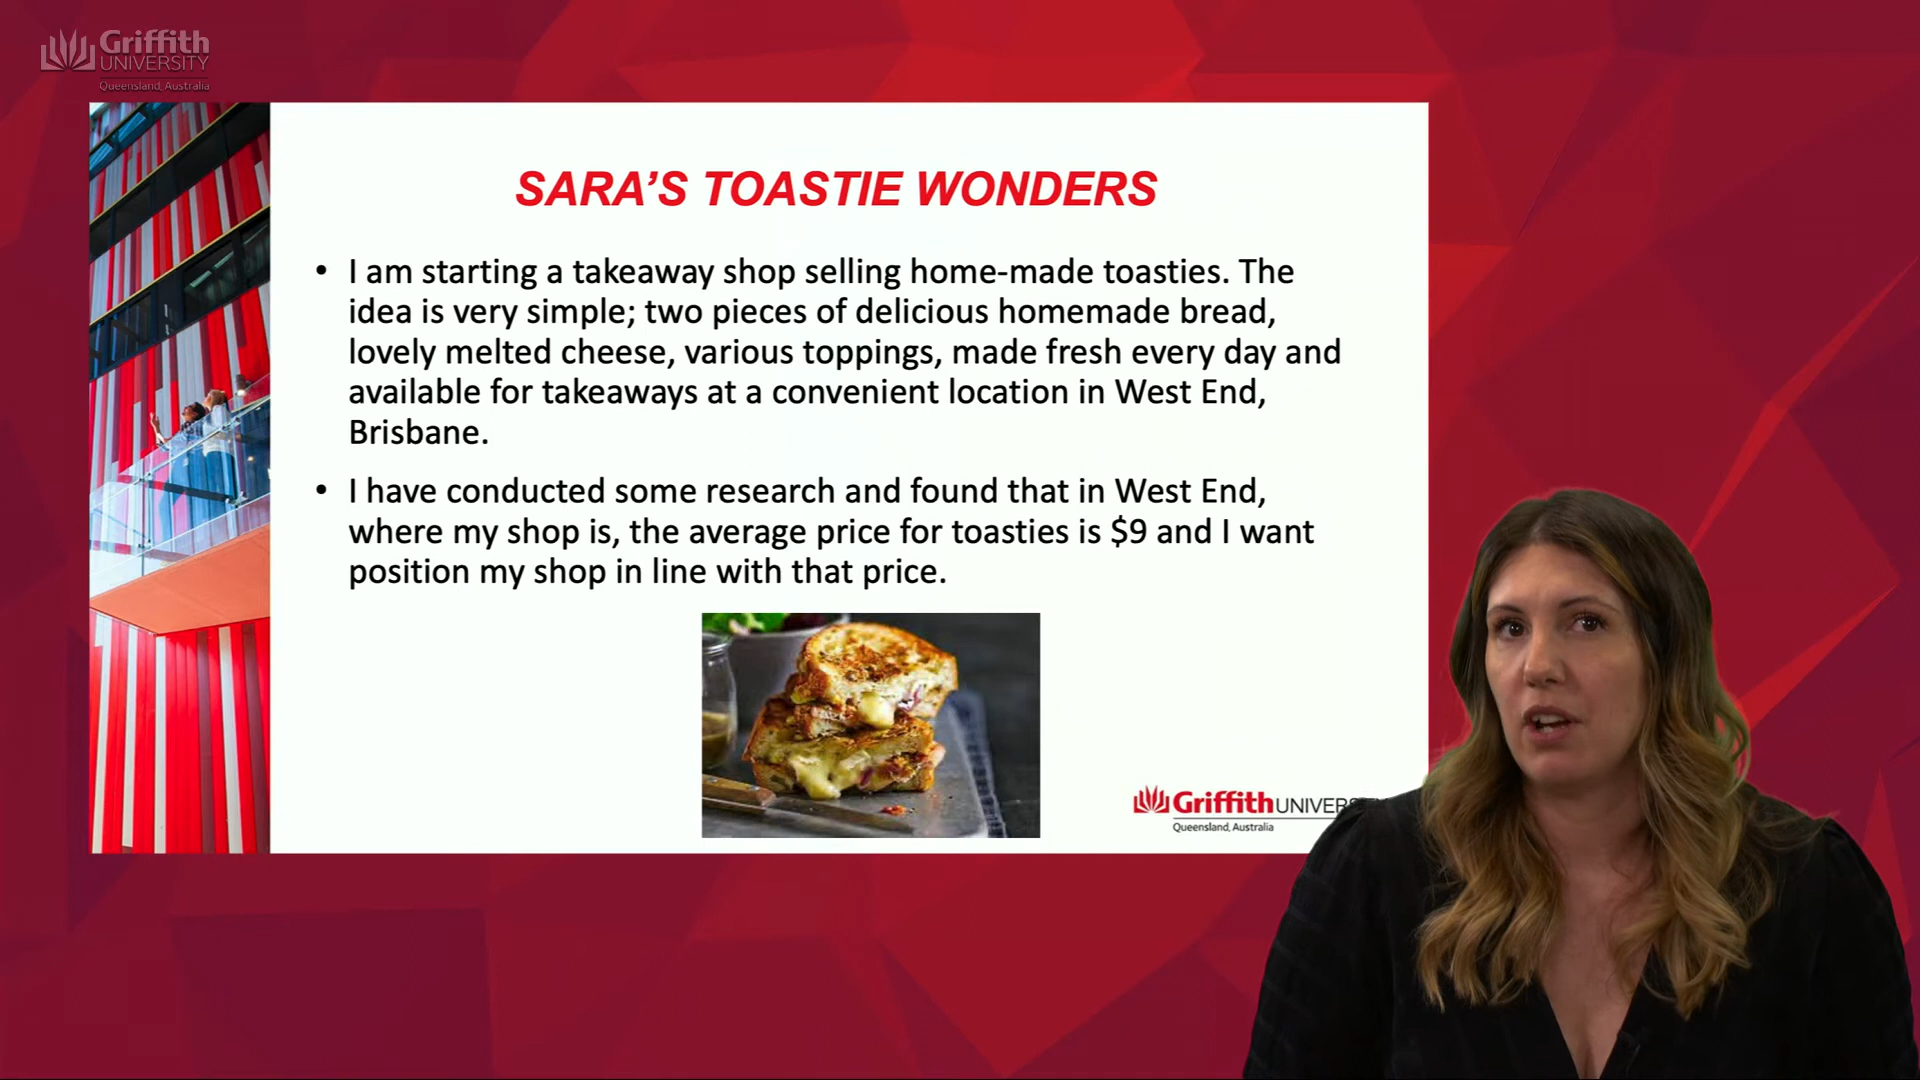 Griffith
UNIVERSITY
Queensland, Australia
SARA’S TOASTIE WONDERS
• I am starting a takeaway shop selling home-made toasties. The
idea is very simple; two pieces of delicious homemade bread,
lovely melted cheese, various toppings, made fresh every day and
available for takeaways at a convenient location in West End,
Brisbane.
• I have conducted some research and found that in West End,
where my shop is, the average price for toasties is $9 and I want
position my shop in line with that price.
Griffith UNIVERS
Queensland, Australia